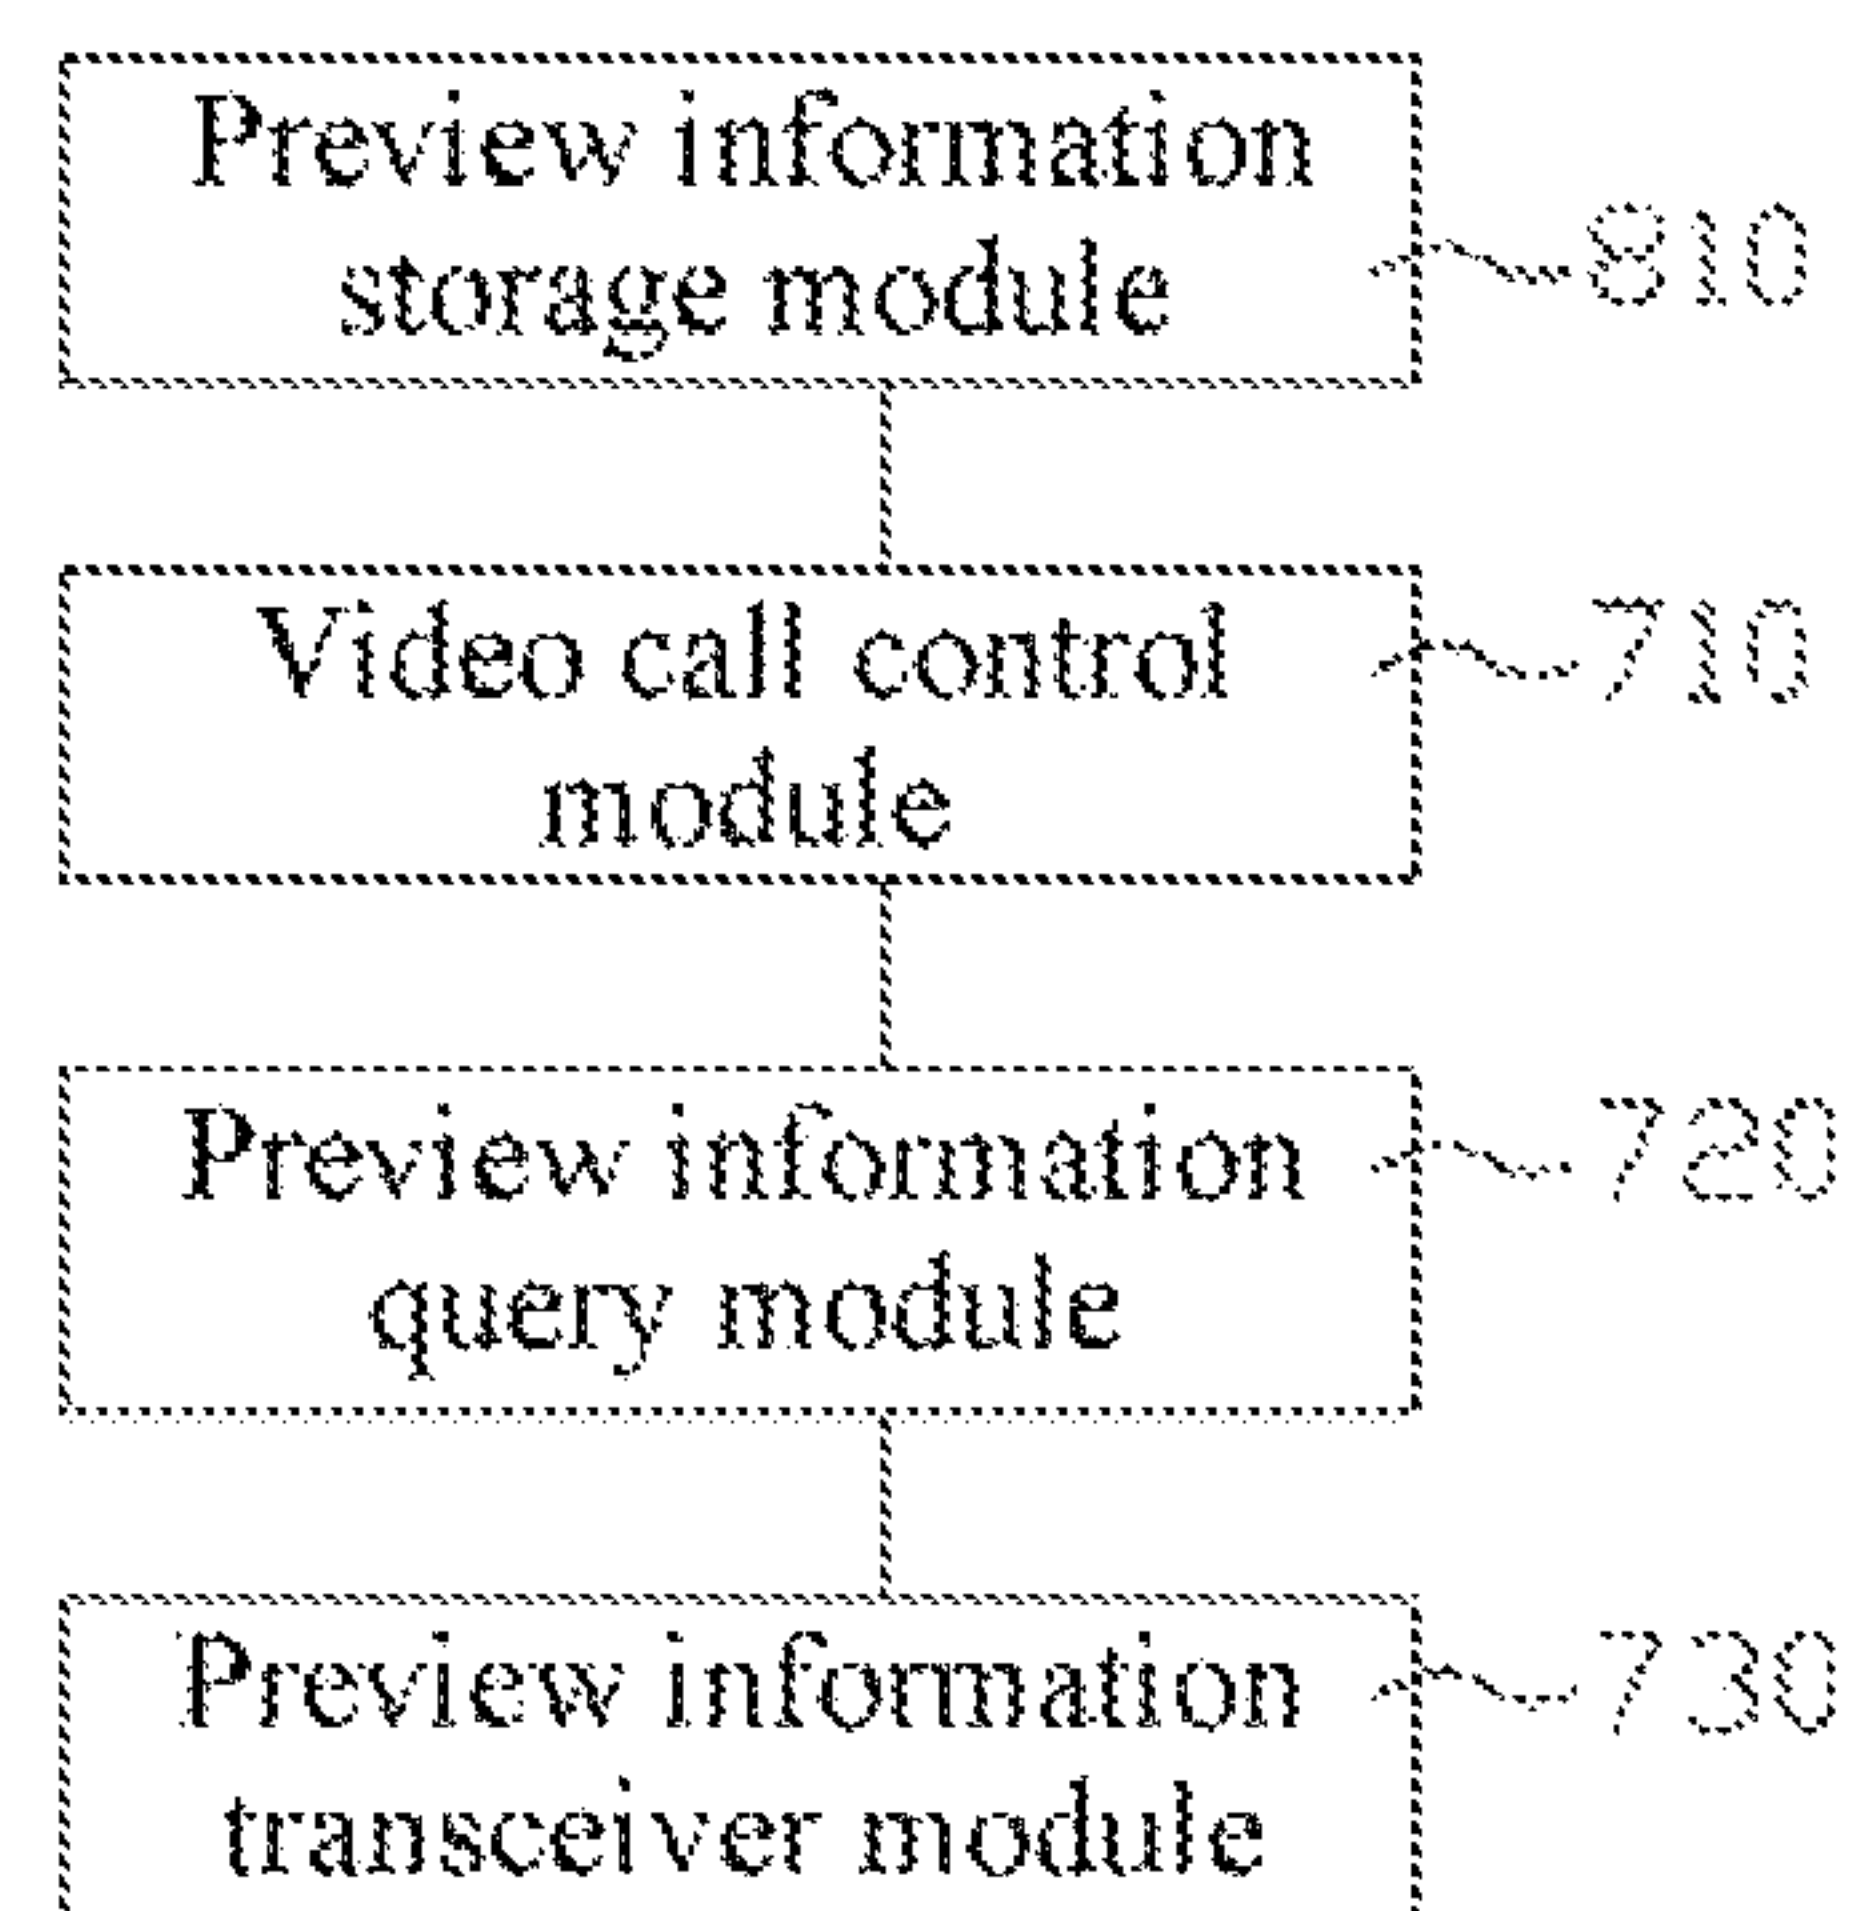 Preview information
storage module
810
Video call control
module
710
Preview information
query module
720
Preview information
transceiver module
730